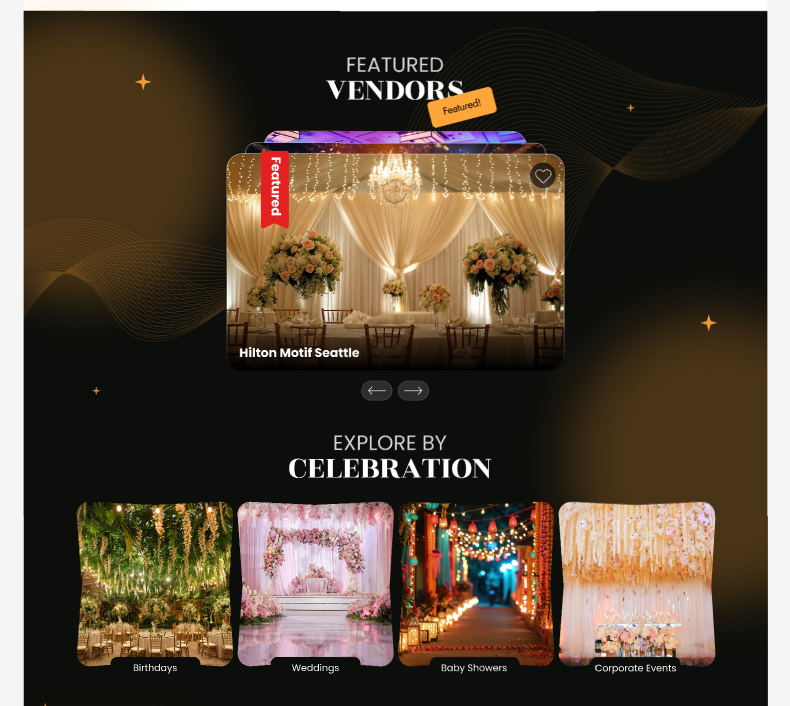 FEATURED
VENDORS
Featured!
Featured
Hilton Motif Seattle
EXPLORE BY
CELEBRATION
Birthdays
Weddings
Baby Showers
Corporate Events